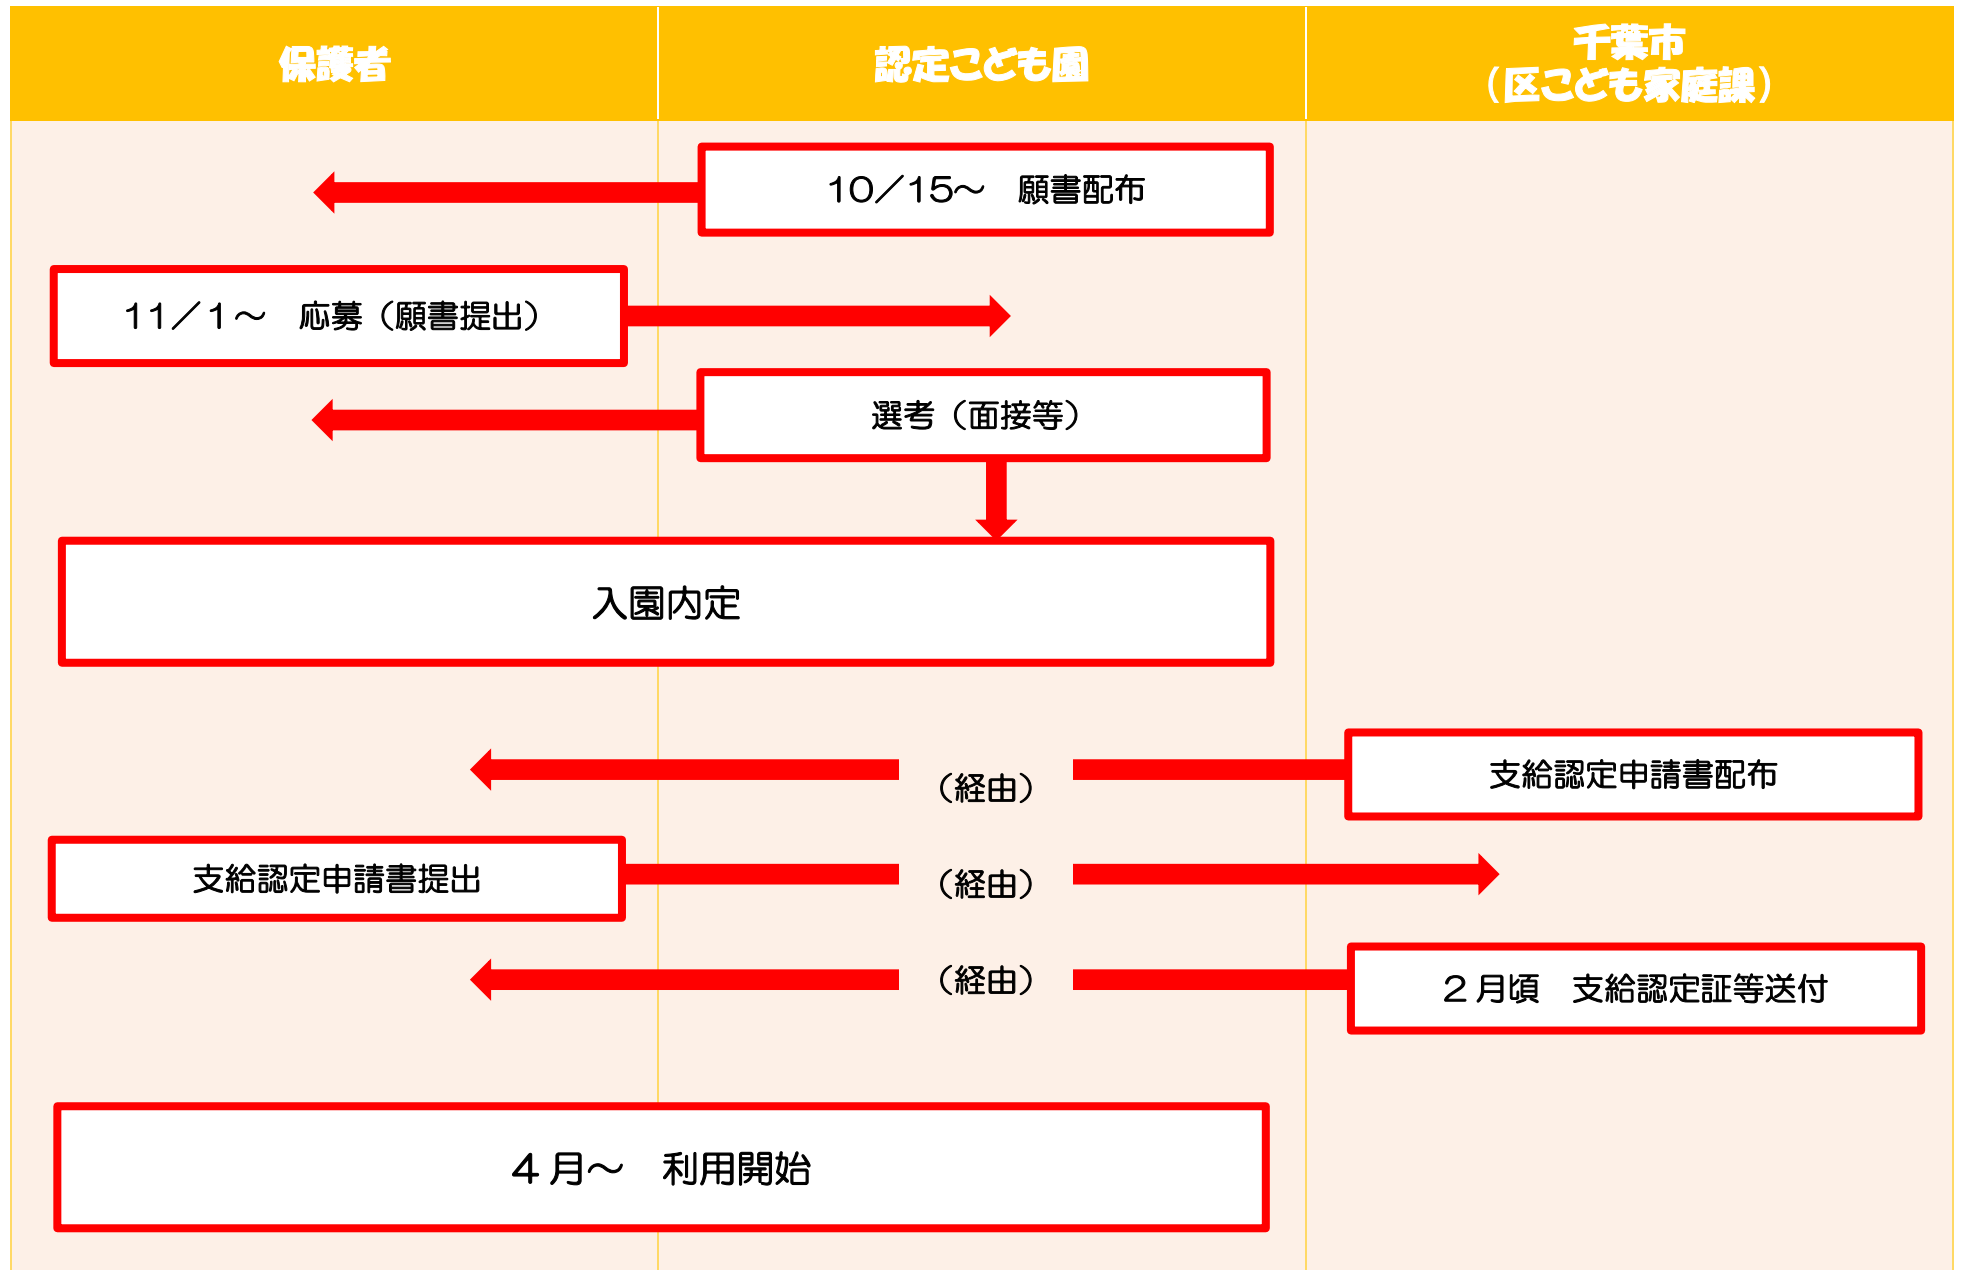 保護者
認定こども園
千葉市
（区こども家庭課）
10／15～　願書配布
11／1～　応募（願書提出）
選考（面接等）
入園内定
支給認定申請書配布
（経由）
支給認定申請書提出
（経由）
（経由）
2月頃　支給認定証等送付
4月～　利用開始